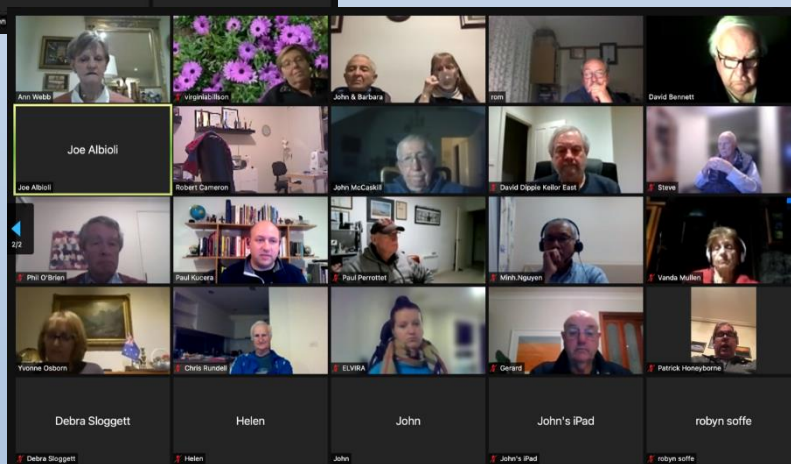 Ann Webb
virginiabillson
John & Barbara
rom
David Bennett
Joe Albioli
Joe Albioli
Robert Cameron
John McCaskill
David Dippie Keilor East
Steve
2/2
Phil O'Brien
Paul Kucera
Paul Perrottet
Minh.Nguyen
Vanda Mullen
Yvonne Osborn
Chris Rundell
ELVIRA
Gerard
Patrick Honeyborne
Debra Sloggett
Helen
John
John's iPad
robyn soffe
Debra Sloggett
Helen
John
John's iPad
robyn soffe